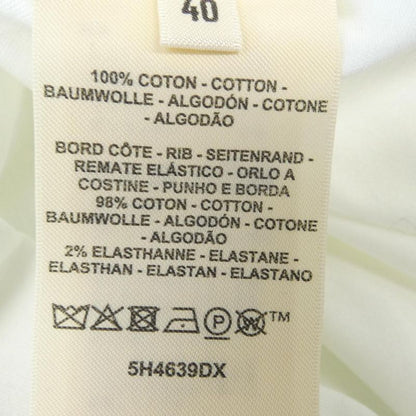 40
100% COTON - COTTON -
BAUMWOLLE - ALGODÓN - COTONE
- ALGODÃO
BORD CÔTE - RIB - SEITENRAND -
REMATE ELÁSTICO - ORLO A
COSTINE - PUNHO E BORDA
98% COTON - COTTON -
BAUMWOLLE - ALGODÓN - COTONE
- ALGODÃO
2% ELASTHANNE - ELASTANE -
ELASTHAN - ELASTAN - ELASTANO
P W TM
5H4639DX